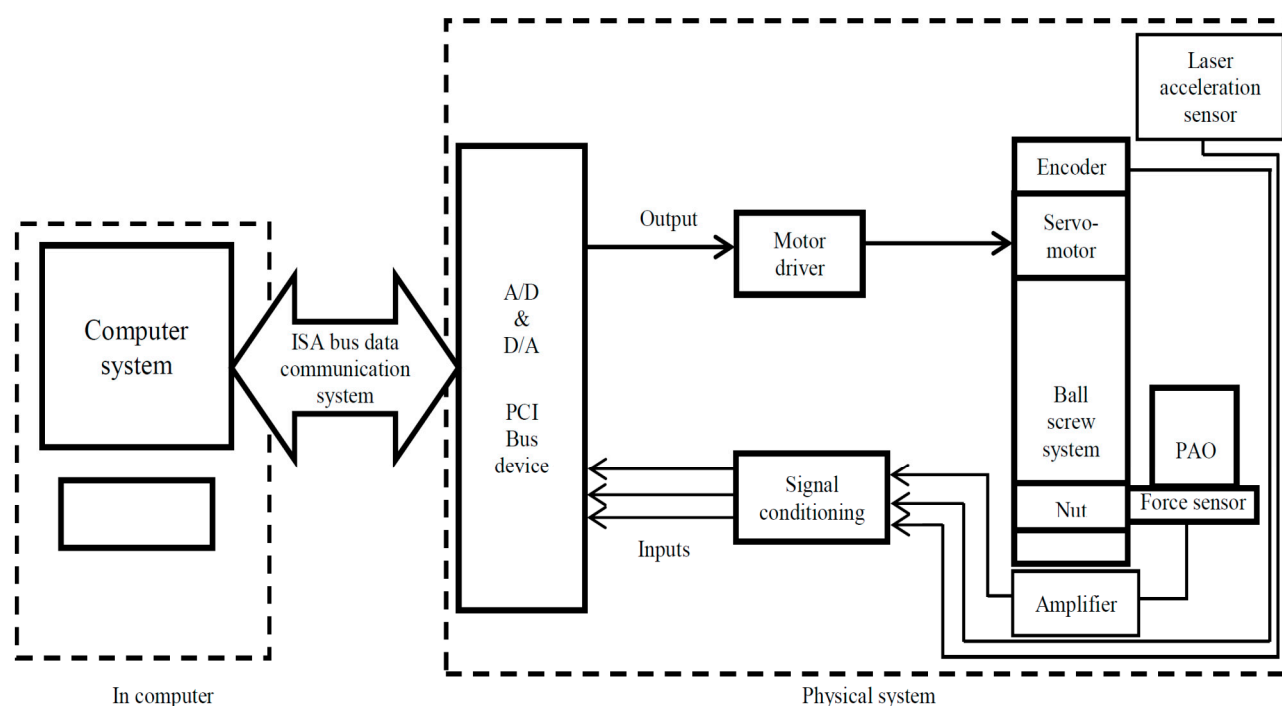 Laser
acceleration
sensor
Encoder
Output
Servo-
motor
Motor
driver
Computer
system
ISA bus data
communication
system
A/D
&
D/A
PCI
Bus
device
Ball
screw
system
PAO
Signal
conditioning
Nut
Force sensor
Inputs
Amplifier
In computer
Physical system